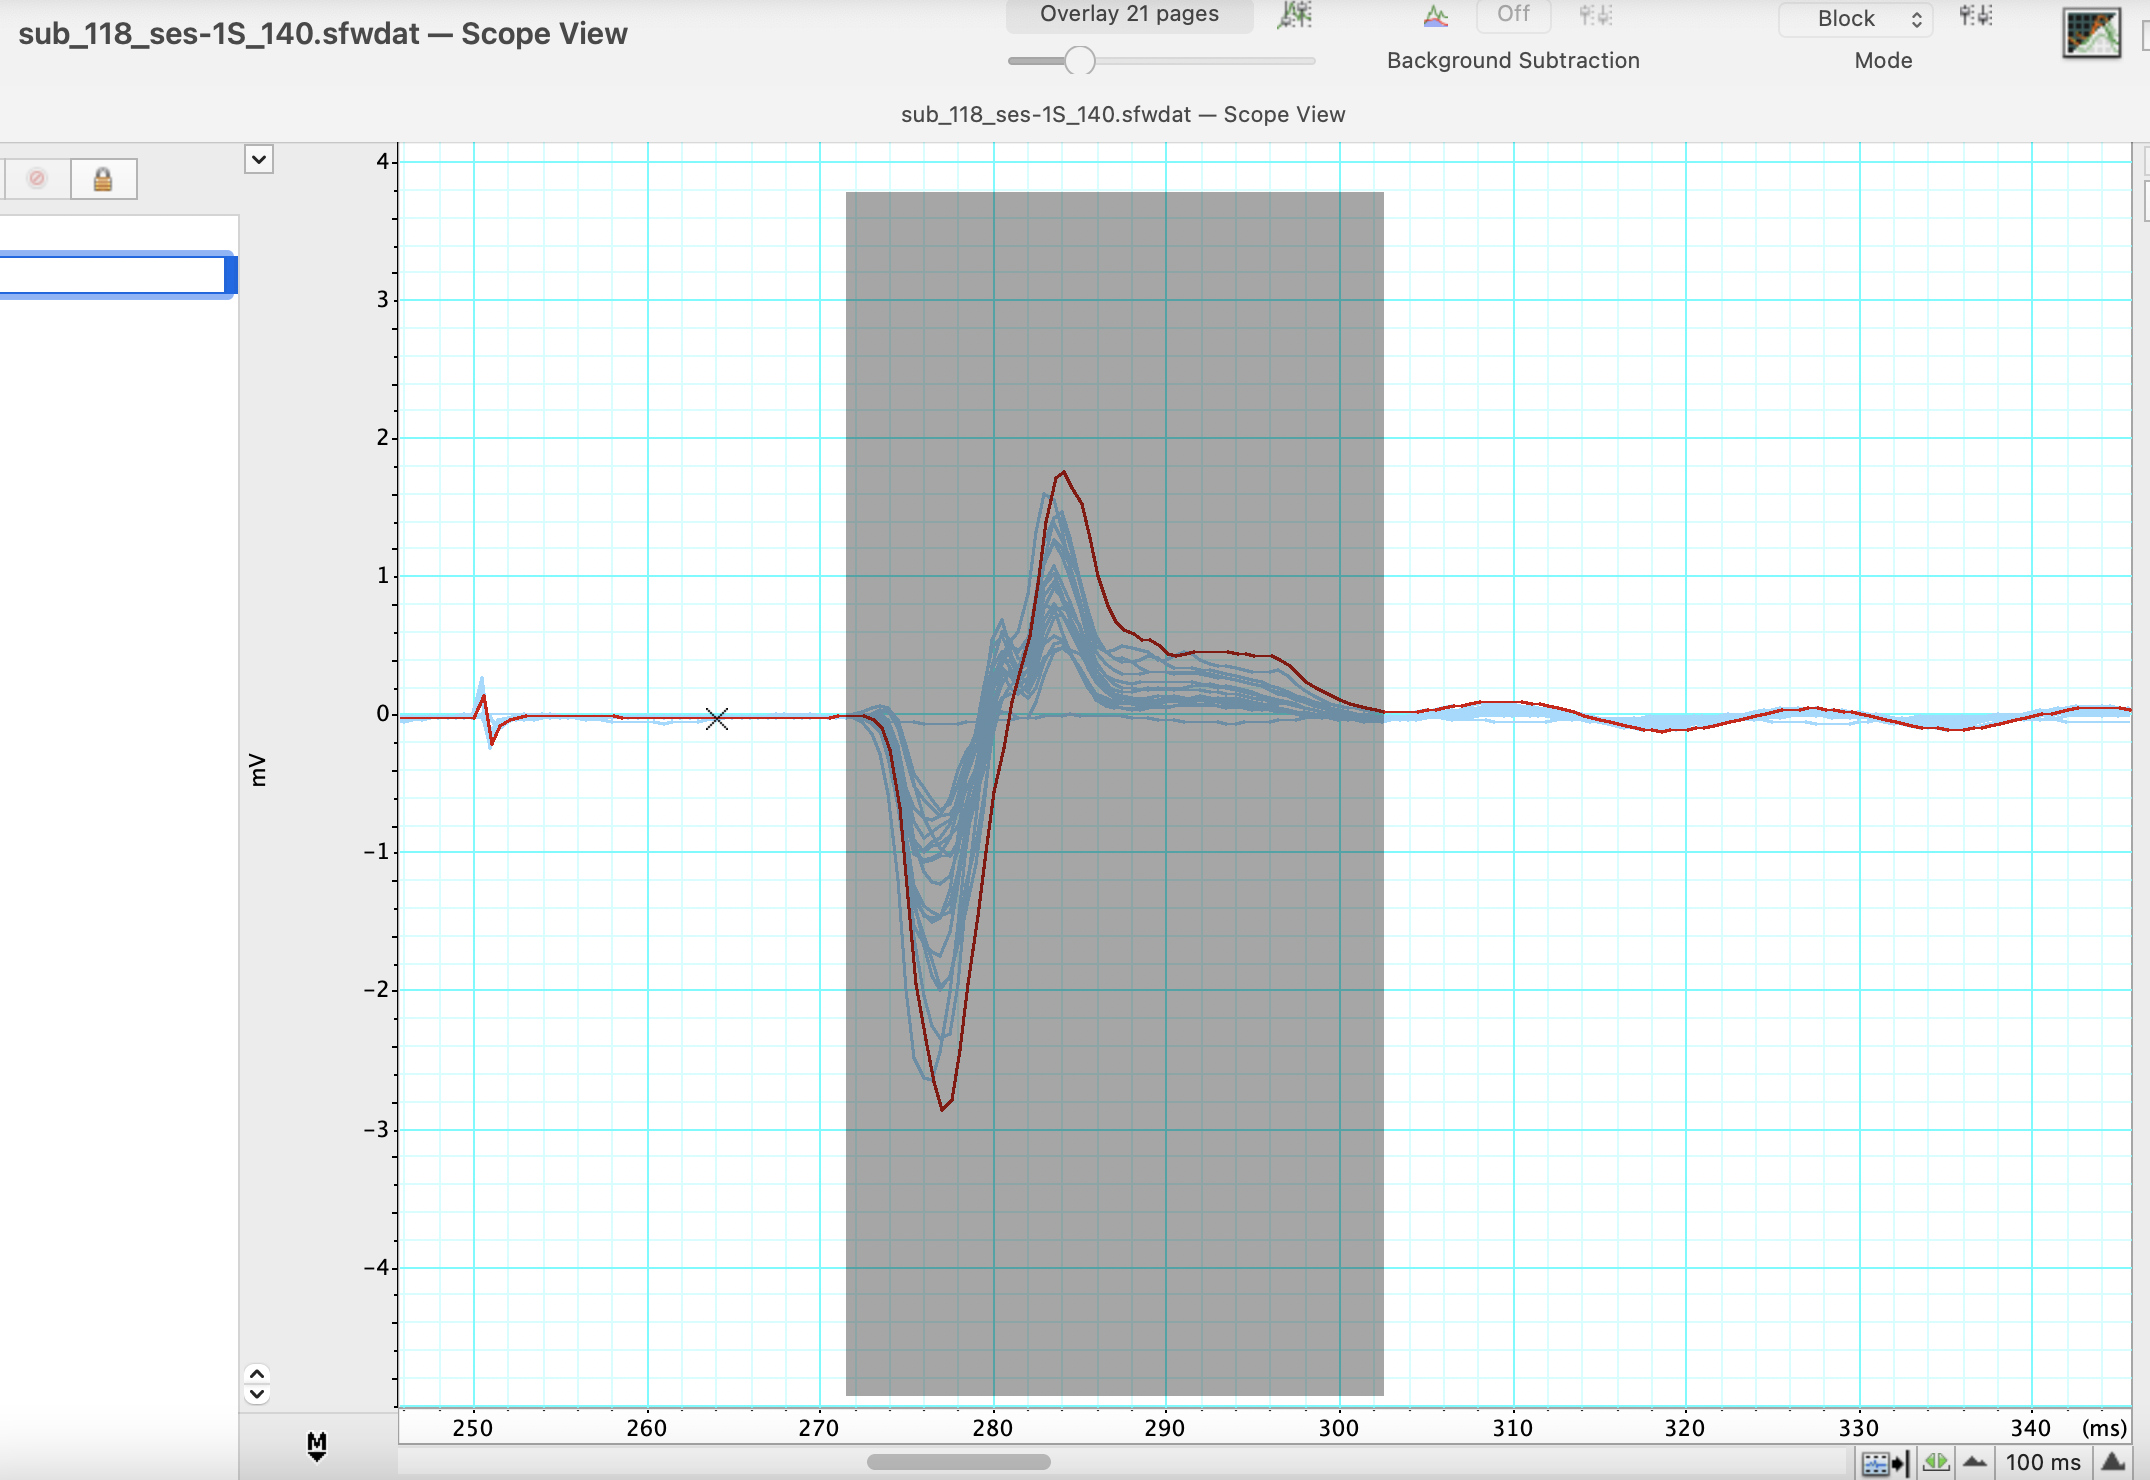 Overlay 21 pages
Off
Block
sub_118_ses-1S_140.sfwdat — Scope View
Background Subtraction
Mode
sub_118_ses-1S_140.sfwdat — Scope View
4
3
2
1
0
mV
−1
−2
−3
−4
250 260 270 280 290 300 310 320 330 340 (ms)
M
100 ms